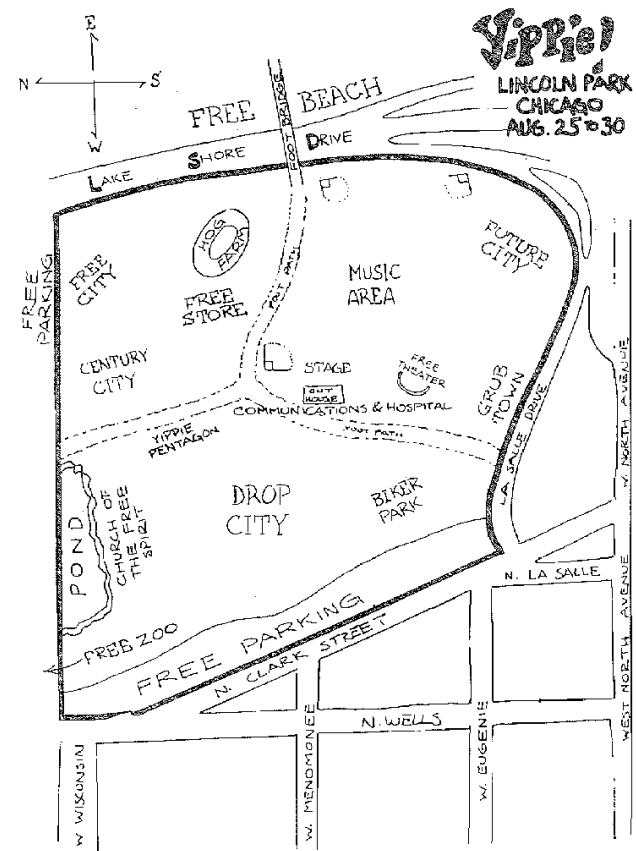 Yippie!
LINCOLN PARK
CHICAGO
AUG. 25 TO 30
E
N
S
W
FREE BEACH
FOOT BRIDGE
LAKE SHORE DRIVE
FREE PARKING
FREE CITY
HOG FARM
FREE STORE
FOOT PATH
MUSIC AREA
FUTURE CITY
CENTURY CITY
STAGE
OUT HOUSE
FREE THEATER
GRUB TOWN
LA SALLE DRIVE
W. NORTH AVENUE
COMMUNICATIONS & HOSPITAL
YIPPIE PENTAGON
FOOT PATH
POND
CHURCH OF THE FREE SPIRIT
DROP CITY
BIKER PARK
FREE ZOO
FREE PARKING
N. CLARK STREET
N. LA SALLE
WEST NORTH AVENUE
N. WELLS
W WISCONSIN
W. MENOMONEE
W. EUGENIE